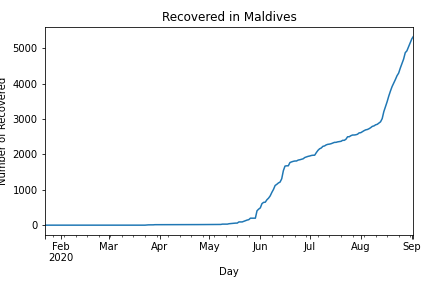 Recovered in Maldives
Number of Recovered
5000
4000
3000
2000
1000
0
Feb Mar Apr May Jun Jul Aug Sep
2020
Day